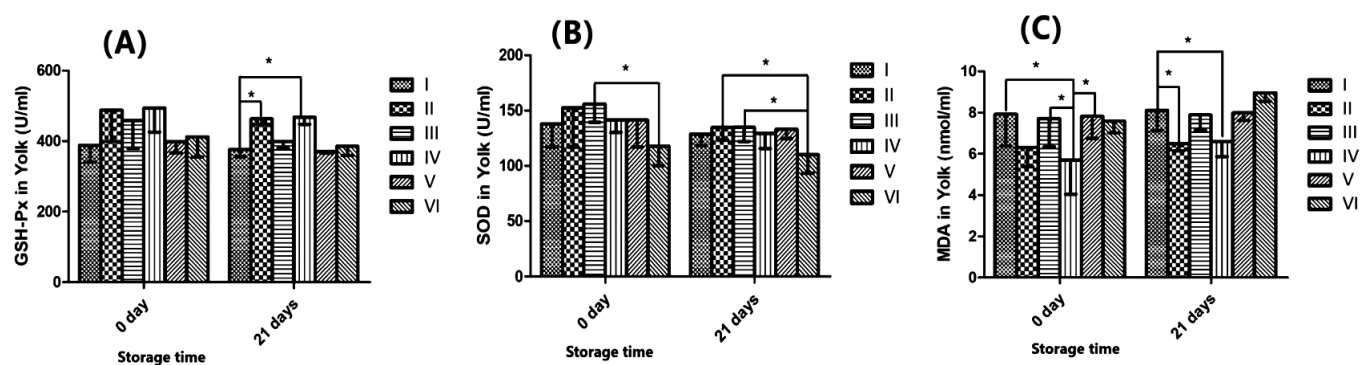 (A)
GSH-Px in Yolk (U/ml)
600
400
200
0
*
*
0 day
21 days
Storage time
I
II
III
IV
V
VI
(B)
SOD in Yolk (U/ml)
200
150
100
50
0
*
*
*
0 day
21 days
Storage time
I
II
III
IV
V
VI
(C)
MDA in Yolk (nmol/ml)
10
8
6
4
2
0
*
*
*
*
*
0 day
21 days
Storage time
I
II
III
IV
V
VI